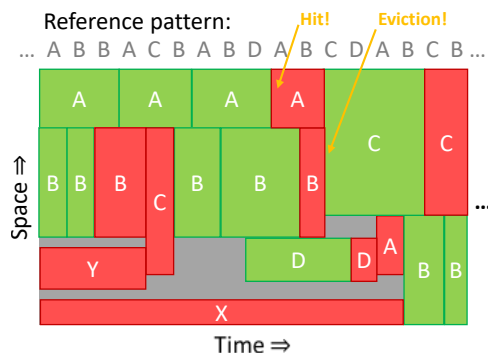 Reference pattern: Hit! Eviction!
... A B B A C B A B D A B C D A B C B ...
A A A A
B B B C B B B C C
Space ⇒
...
Y D D A B B
X
Time ⇒